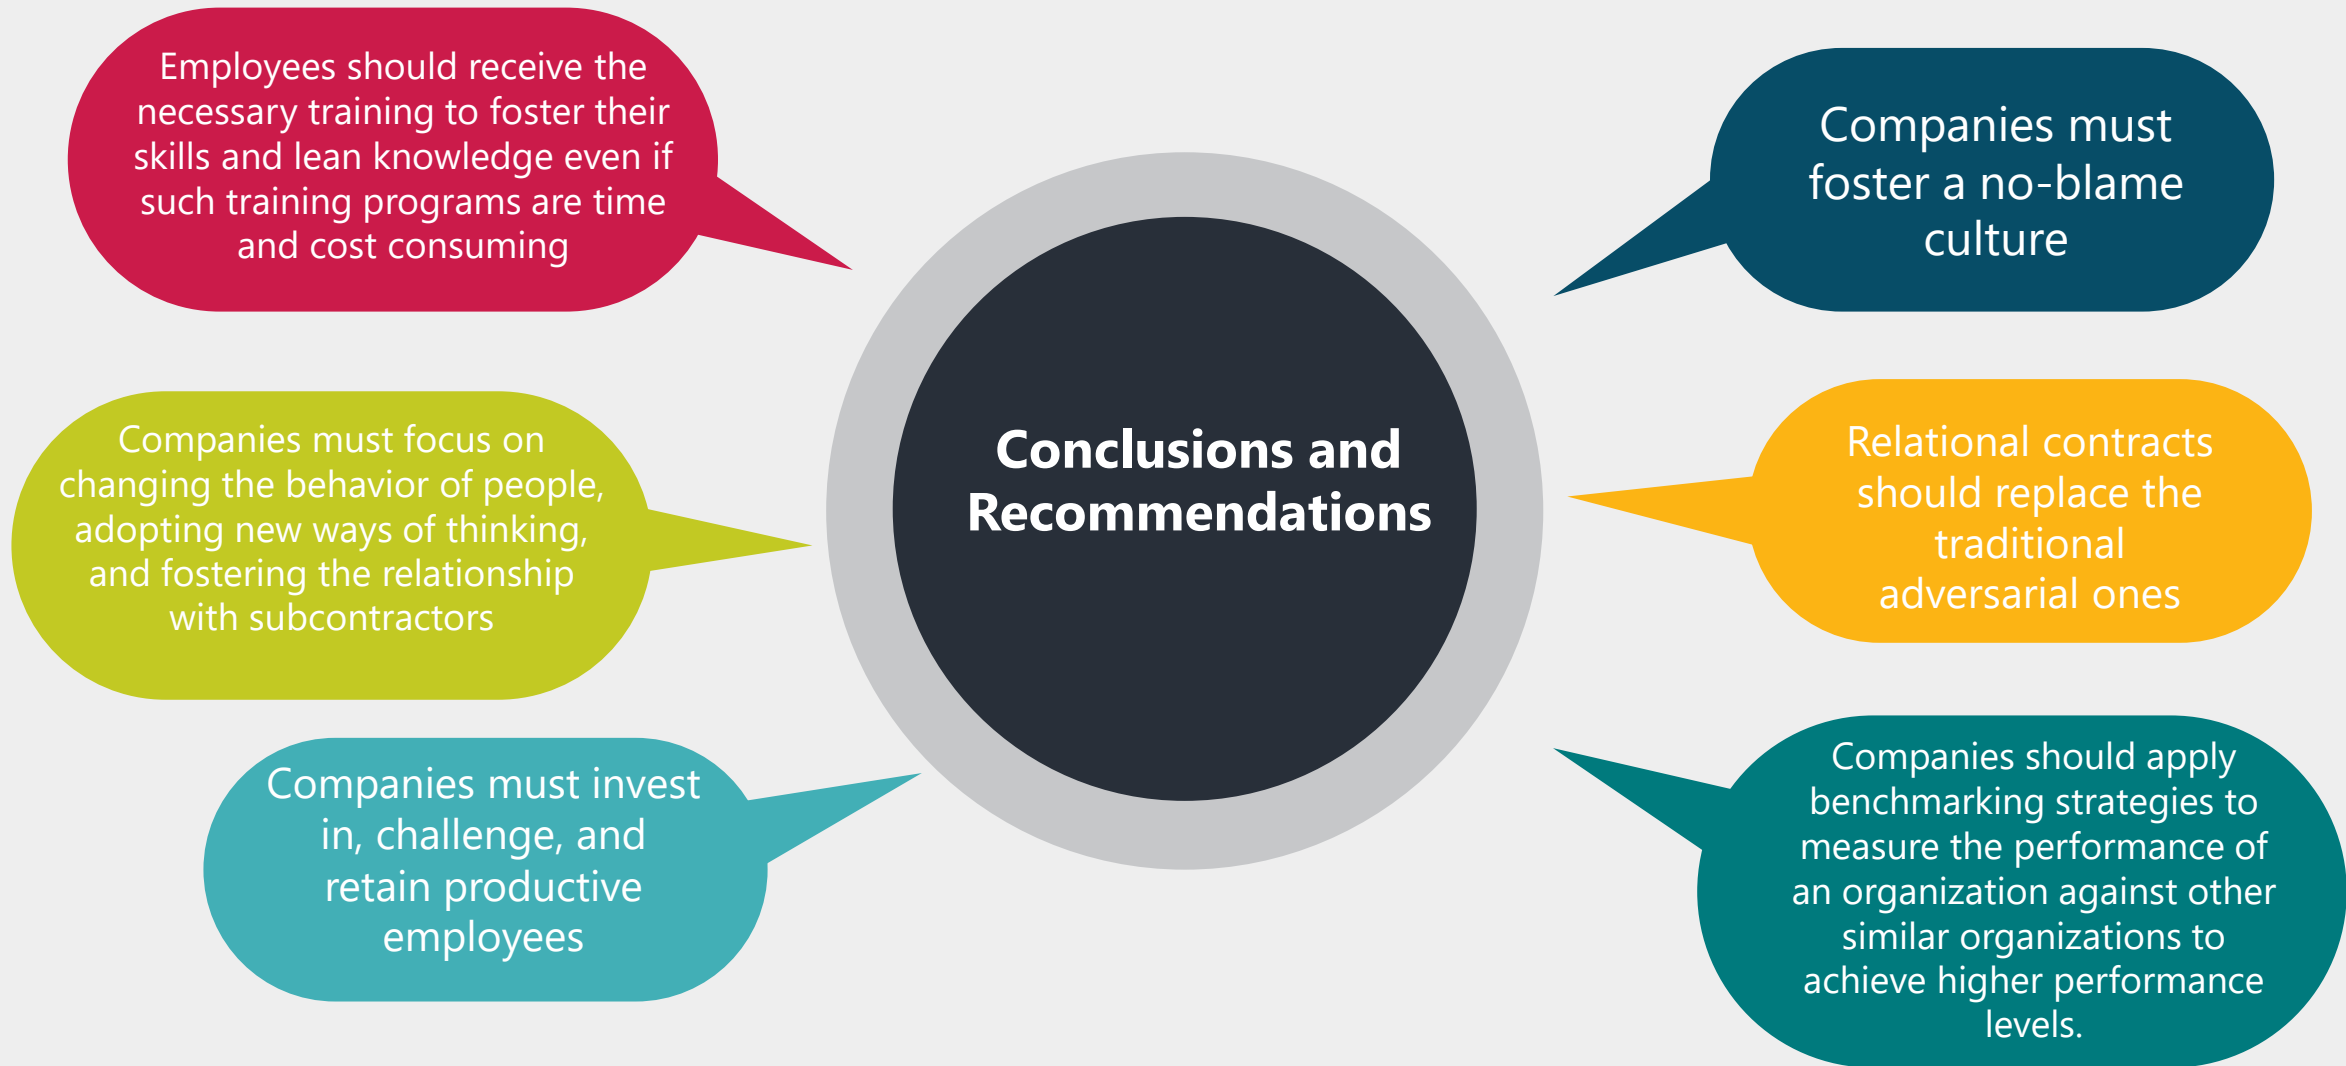 Employees should receive the
necessary training to foster their
skills and lean knowledge even if
such training programs are time
and cost consuming
Companies must focus on
changing the behavior of people,
adopting new ways of thinking,
and fostering the relationship
with subcontractors
Companies must invest
in, challenge, and
retain productive
employees
Conclusions and
Recommendations
Companies must
foster a no-blame
culture
Relational contracts
should replace the
traditional
adversarial ones
Companies should apply
benchmarking strategies to
measure the performance of
an organization against other
similar organizations to
achieve higher performance
levels.